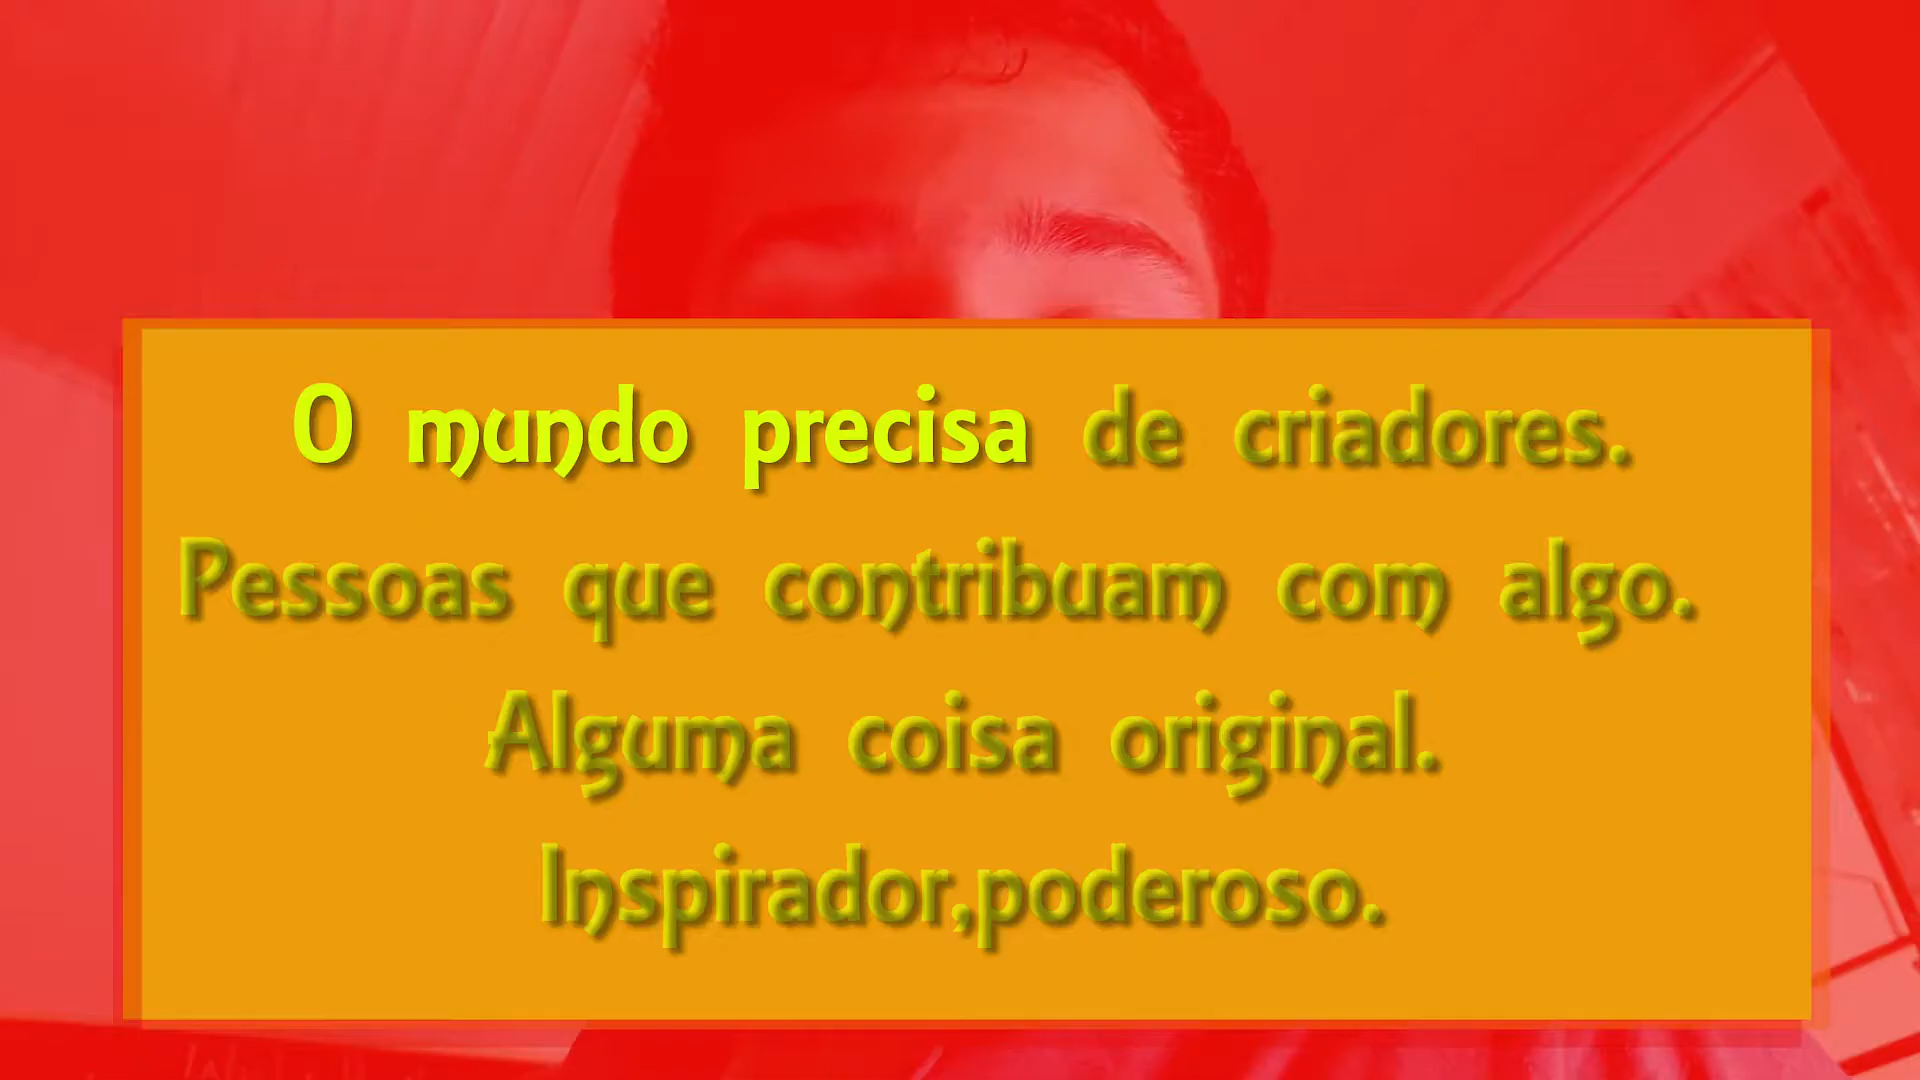 O mundo precisa de criadores.
Pessoas que contribuam com algo.
Alguma coisa original.
Inspirador,poderoso.